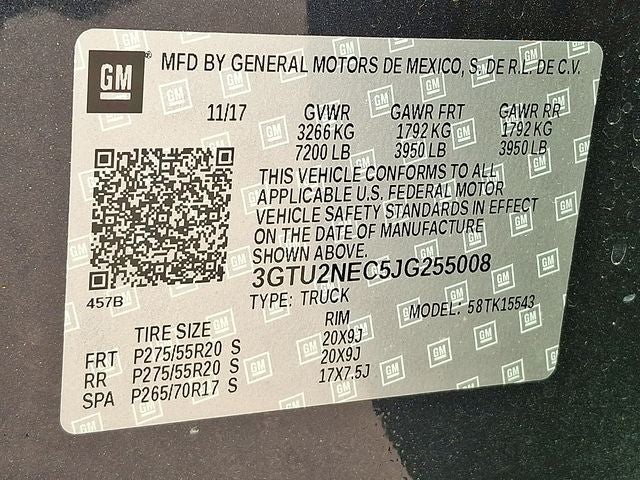 GM
MFD BY GENERAL MOTORS DE MEXICO, S. DE R.L. DE C.V.
11/17 GVWR GAWR FRT GAWR RR
3266 KG 1792 KG 1792 KG
7200 LB 3950 LB 3950 LB
THIS VEHICLE CONFORMS TO ALL
APPLICABLE U.S. FEDERAL MOTOR
VEHICLE SAFETY STANDARDS IN EFFECT
ON THE DATE OF MANUFACTURE
SHOWN ABOVE.
3GTU2NEC5JG255008
457B TYPE: TRUCK MODEL: 58TK15543
TIRE SIZE RIM
FRT P275/55R20 S 20X9J
RR P275/55R20 S 20X9J
SPA P265/70R17 S 17X7.5J